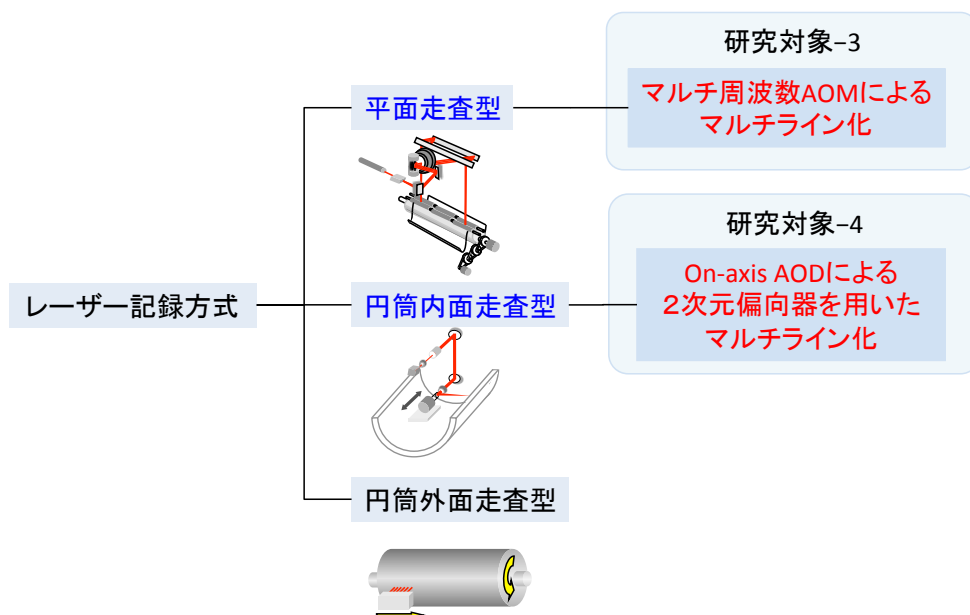 研究対象−3
マルチ周波数AOMによる
マルチライン化
平面走査型
研究対象−4
On-axis AODによる
２次元偏向器を用いた
マルチライン化
レーザー記録方式
円筒内面走査型
円筒外面走査型